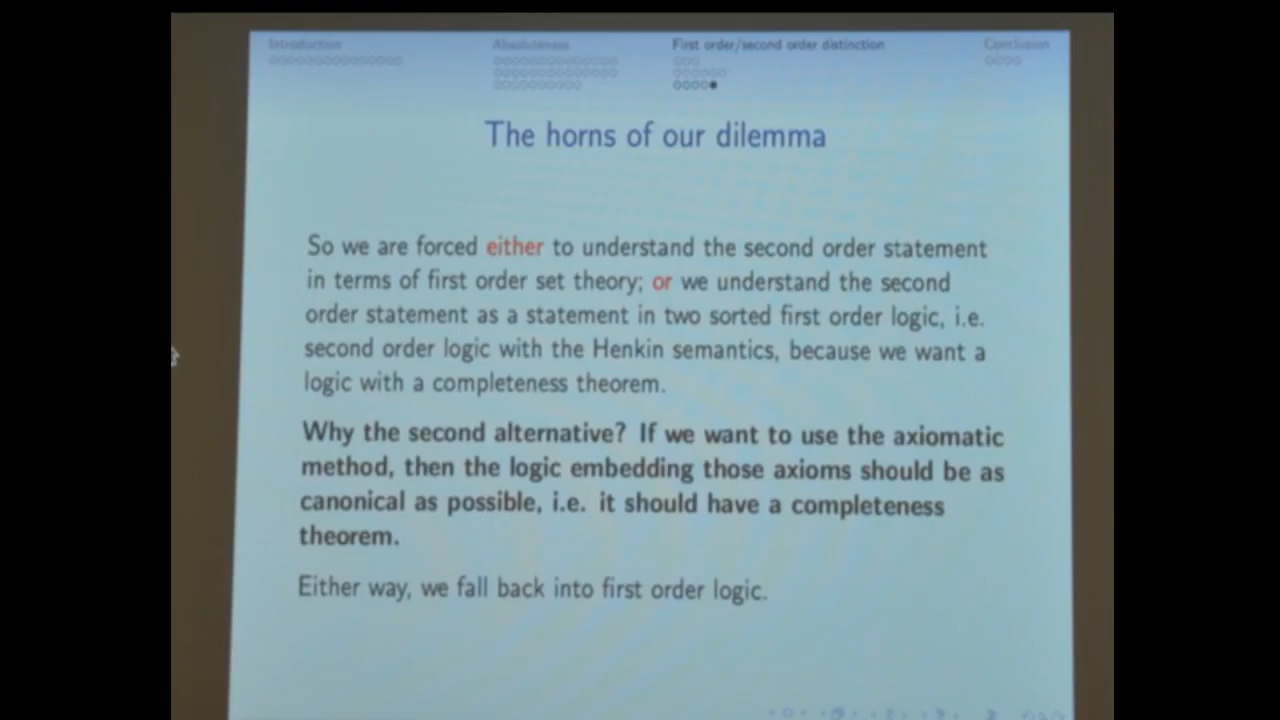 Introduction Absoluteness First order/second order distinction Conclusion
The horns of our dilemma
So we are forced either to understand the second order statement
in terms of first order set theory; or we understand the second
order statement as a statement in two sorted first order logic, i.e.
second order logic with the Henkin semantics, because we want a
logic with a completeness theorem.
Why the second alternative? If we want to use the axiomatic
method, then the logic embedding those axioms should be as
canonical as possible, i.e. it should have a completeness
theorem.
Either way, we fall back into first order logic.